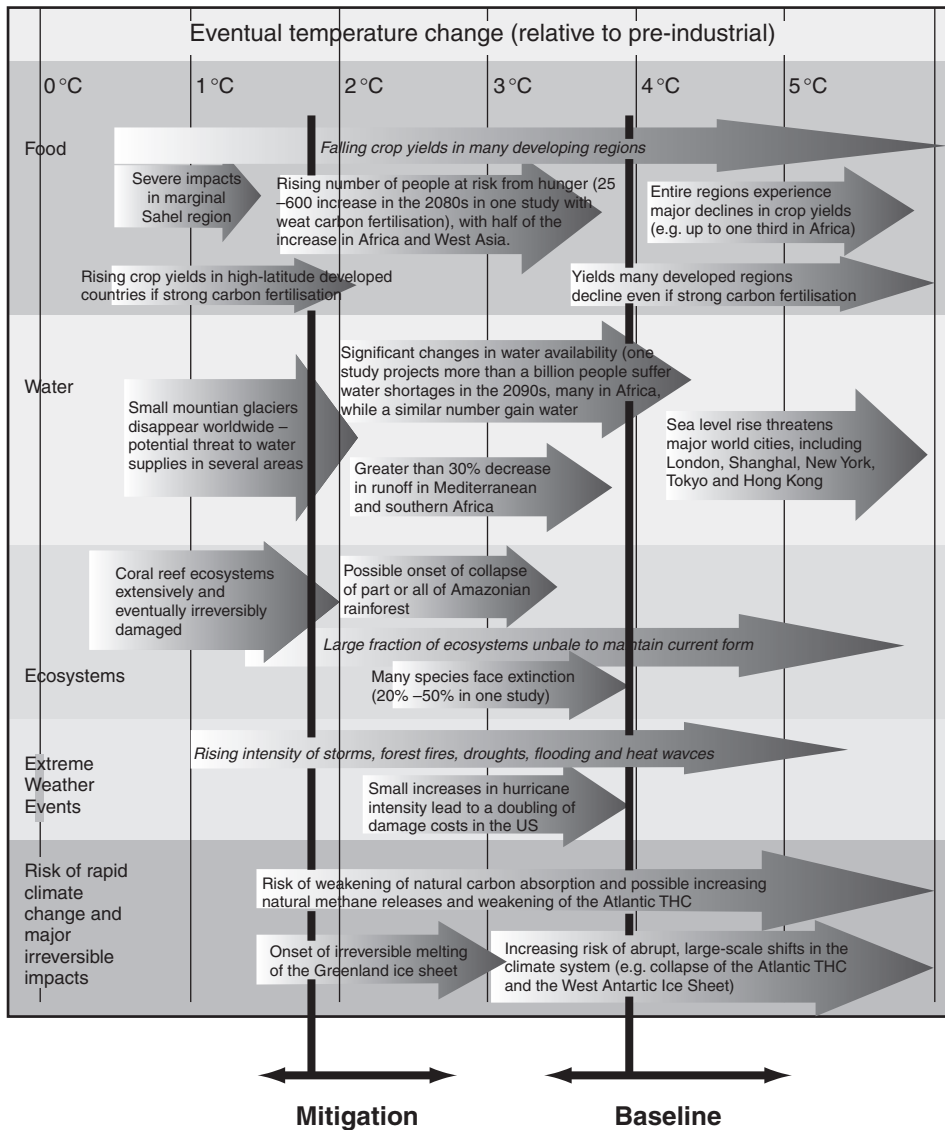 Eventual temperature change (relative to pre-industrial)
0 °C 1 °C 2 °C 3 °C 4 °C 5 °C
Food
Falling crop yields in many developing regions
Severe impacts
in marginal
Sahel region
Rising number of people at risk from hunger (25
–600 increase in the 2080s in one study with
weat carbon fertilisation), with half of the
increase in Africa and West Asia.
Entire regions experience
major declines in crop yields
(e.g. up to one third in Africa)
Rising crop yields in high-latitude developed
countries if strong carbon fertilisation
Yields many developed regions
decline even if strong carbon fertilisation
Water
Small mountian glaciers
disappear worldwide –
potential threat to water
supplies in several areas
Significant changes in water availability (one
study projects more than a billion people suffer
water shortages in the 2090s, many in Africa,
while a similar number gain water
Greater than 30% decrease
in runoff in Mediterranean
and southern Africa
Sea level rise threatens
major world cities, including
London, Shanghal, New York,
Tokyo and Hong Kong
Ecosystems
Coral reef ecosystems
extensively and
eventually irreversibly
damaged
Possible onset of collapse
of part or all of Amazonian
rainforest
Large fraction of ecosystems unbale to maintain current form
Many species face extinction
(20% –50% in one study)
Extreme
Weather
Events
Rising intensity of storms, forest fires, droughts, flooding and heat waves
Small increases in hurricane
intensity lead to a doubling of
damage costs in the US
Risk of rapid
climate
change and
major
irreversible
impacts
Risk of weakening of natural carbon absorption and possible increasing
natural methane releases and weakening of the Atlantic THC
Onset of irreversible melting
of the Greenland ice sheet
Increasing risk of abrupt, large-scale shifts in the
climate system (e.g. collapse of the Atlantic THC
and the West Antartic Ice Sheet)
Mitigation
Baseline